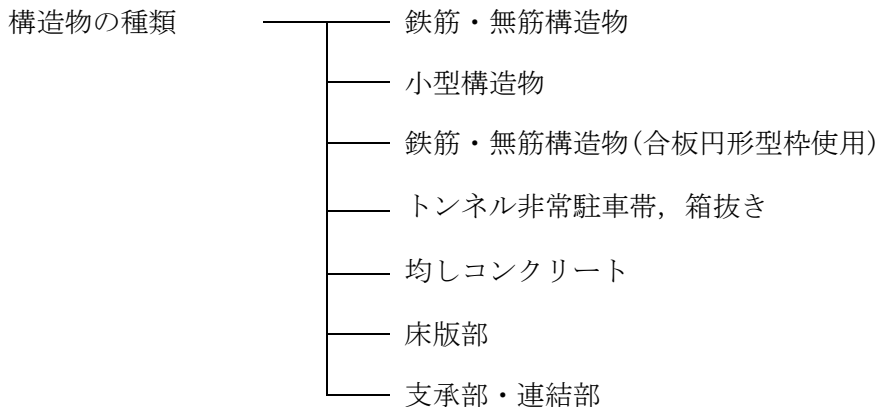 構造物の種類
鉄筋・無筋構造物
小型構造物
鉄筋・無筋構造物(合板円形型枠使用)
トンネル非常駐車帯，箱抜き
均しコンクリート
床版部
支承部・連結部